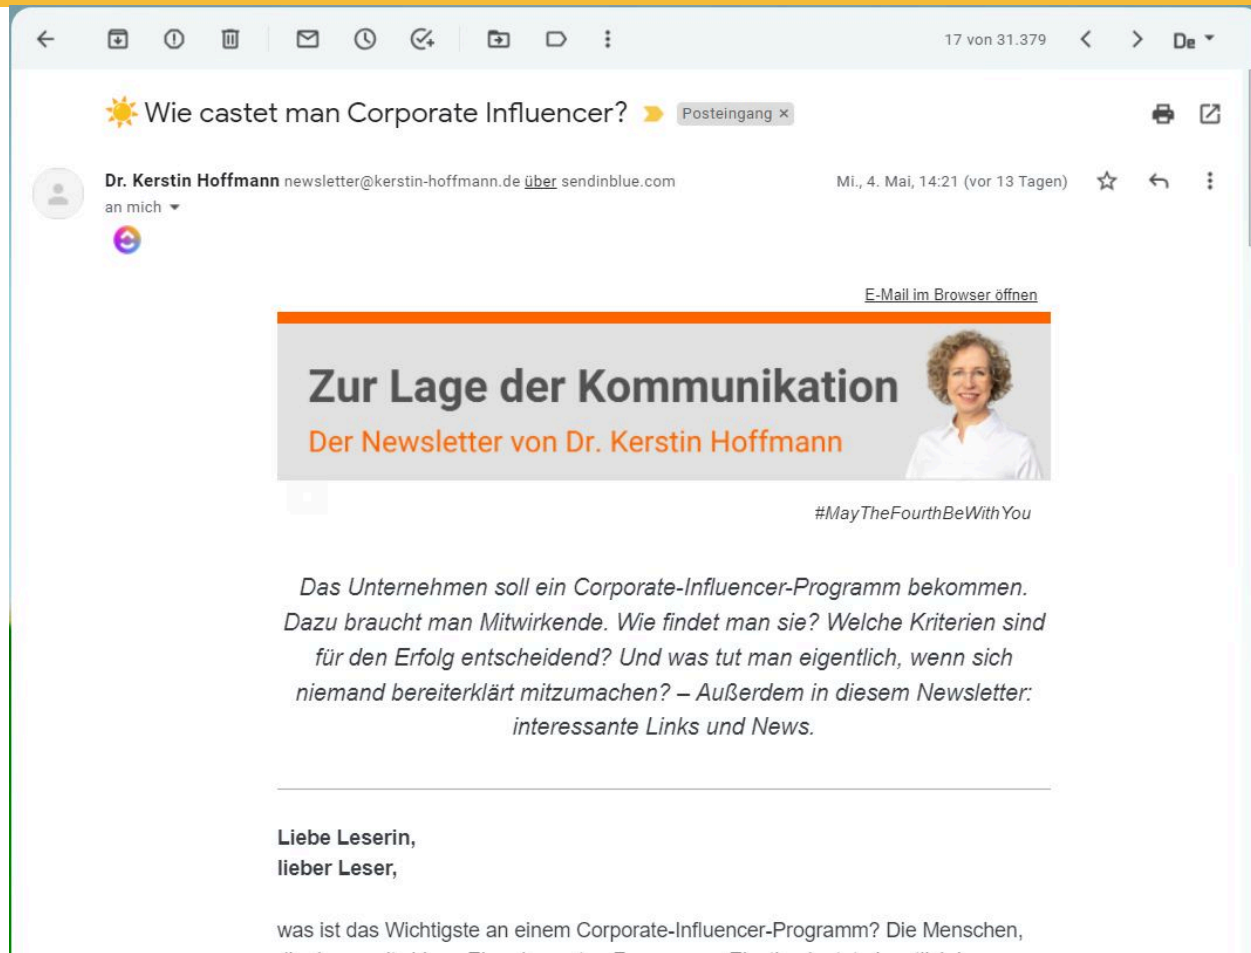 17 von 31.379
De
Wie castet man Corporate Influencer?
Posteingang ×
Dr. Kerstin Hoffmann newsletter@kerstin-hoffmann.de über sendinblue.com
Mi., 4. Mai, 14:21 (vor 13 Tagen)
an mich
E-Mail im Browser öffnen
Zur Lage der Kommunikation
Der Newsletter von Dr. Kerstin Hoffmann
#MayTheFourthBeWithYou
Das Unternehmen soll ein Corporate-Influencer-Programm bekommen.
Dazu braucht man Mitwirkende. Wie findet man sie? Welche Kriterien sind
für den Erfolg entscheidend? Und was tut man eigentlich, wenn sich
niemand bereiterklärt mitzumachen? – Außerdem in diesem Newsletter:
interessante Links und News.
Liebe Leserin,
lieber Leser,
was ist das Wichtigste an einem Corporate-Influencer-Programm? Die Menschen,